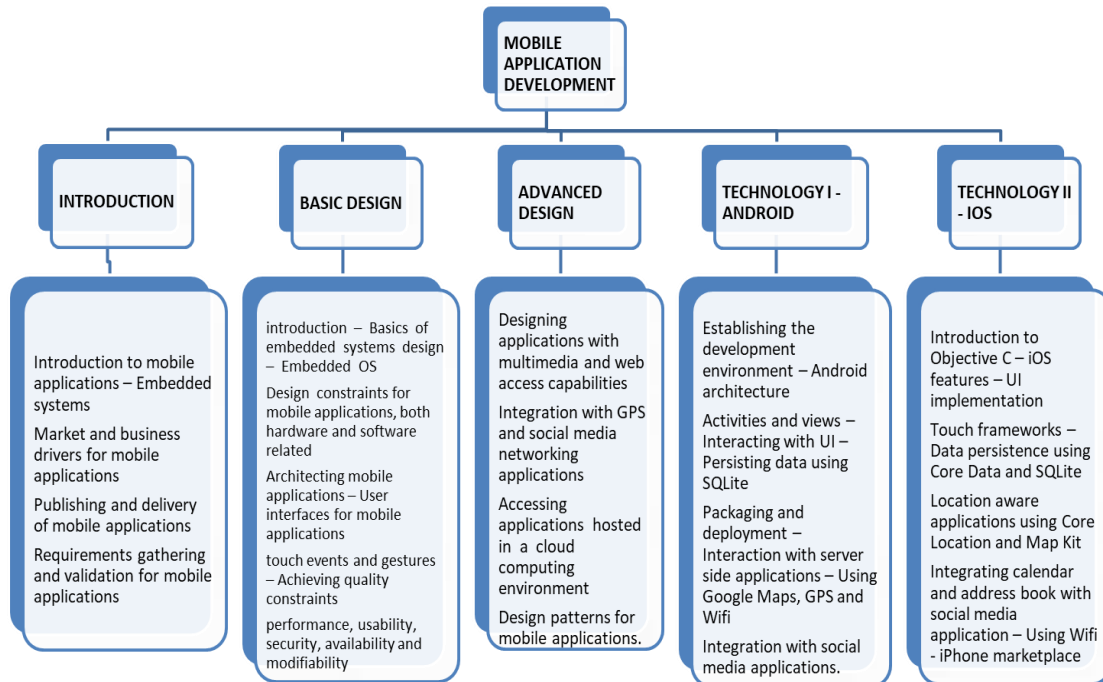 MOBILE
APPLICATION
DEVELOPMENT
INTRODUCTION
BASIC DESIGN
ADVANCED
DESIGN
TECHNOLOGY I -
ANDROID
TECHNOLOGY II
- IOS
Introduction to mobile
applications – Embedded
systems
Market and business
drivers for mobile
applications
Publishing and delivery
of mobile applications
Requirements gathering
and validation for mobile
applications
introduction – Basics of
embedded systems design
– Embedded OS
Design constraints for
mobile applications, both
hardware and software
related
Architecting mobile
applications – User
interfaces for mobile
applications
touch events and gestures
– Achieving quality
constraints
performance, usability,
security, availability and
modifiability
Designing
applications with
multimedia and web
access capabilities
Integration with GPS
and social media
networking
applications
Accessing
applications hosted
in a cloud
computing
environment
Design patterns for
mobile applications.
Establishing the
development
environment – Android
architecture
Activities and views –
Interacting with UI –
Persisting data using
SQLite
Packaging and
deployment –
Interaction with server
side applications – Using
Google Maps, GPS and
Wifi
Integration with social
media applications.
Introduction to
Objective C – iOS
features – UI
implementation
Touch frameworks –
Data persistence using
Core Data and SQLite
Location aware
applications using Core
Location and Map Kit
Integrating calendar
and address book with
social media
application – Using Wifi
- iPhone marketplace